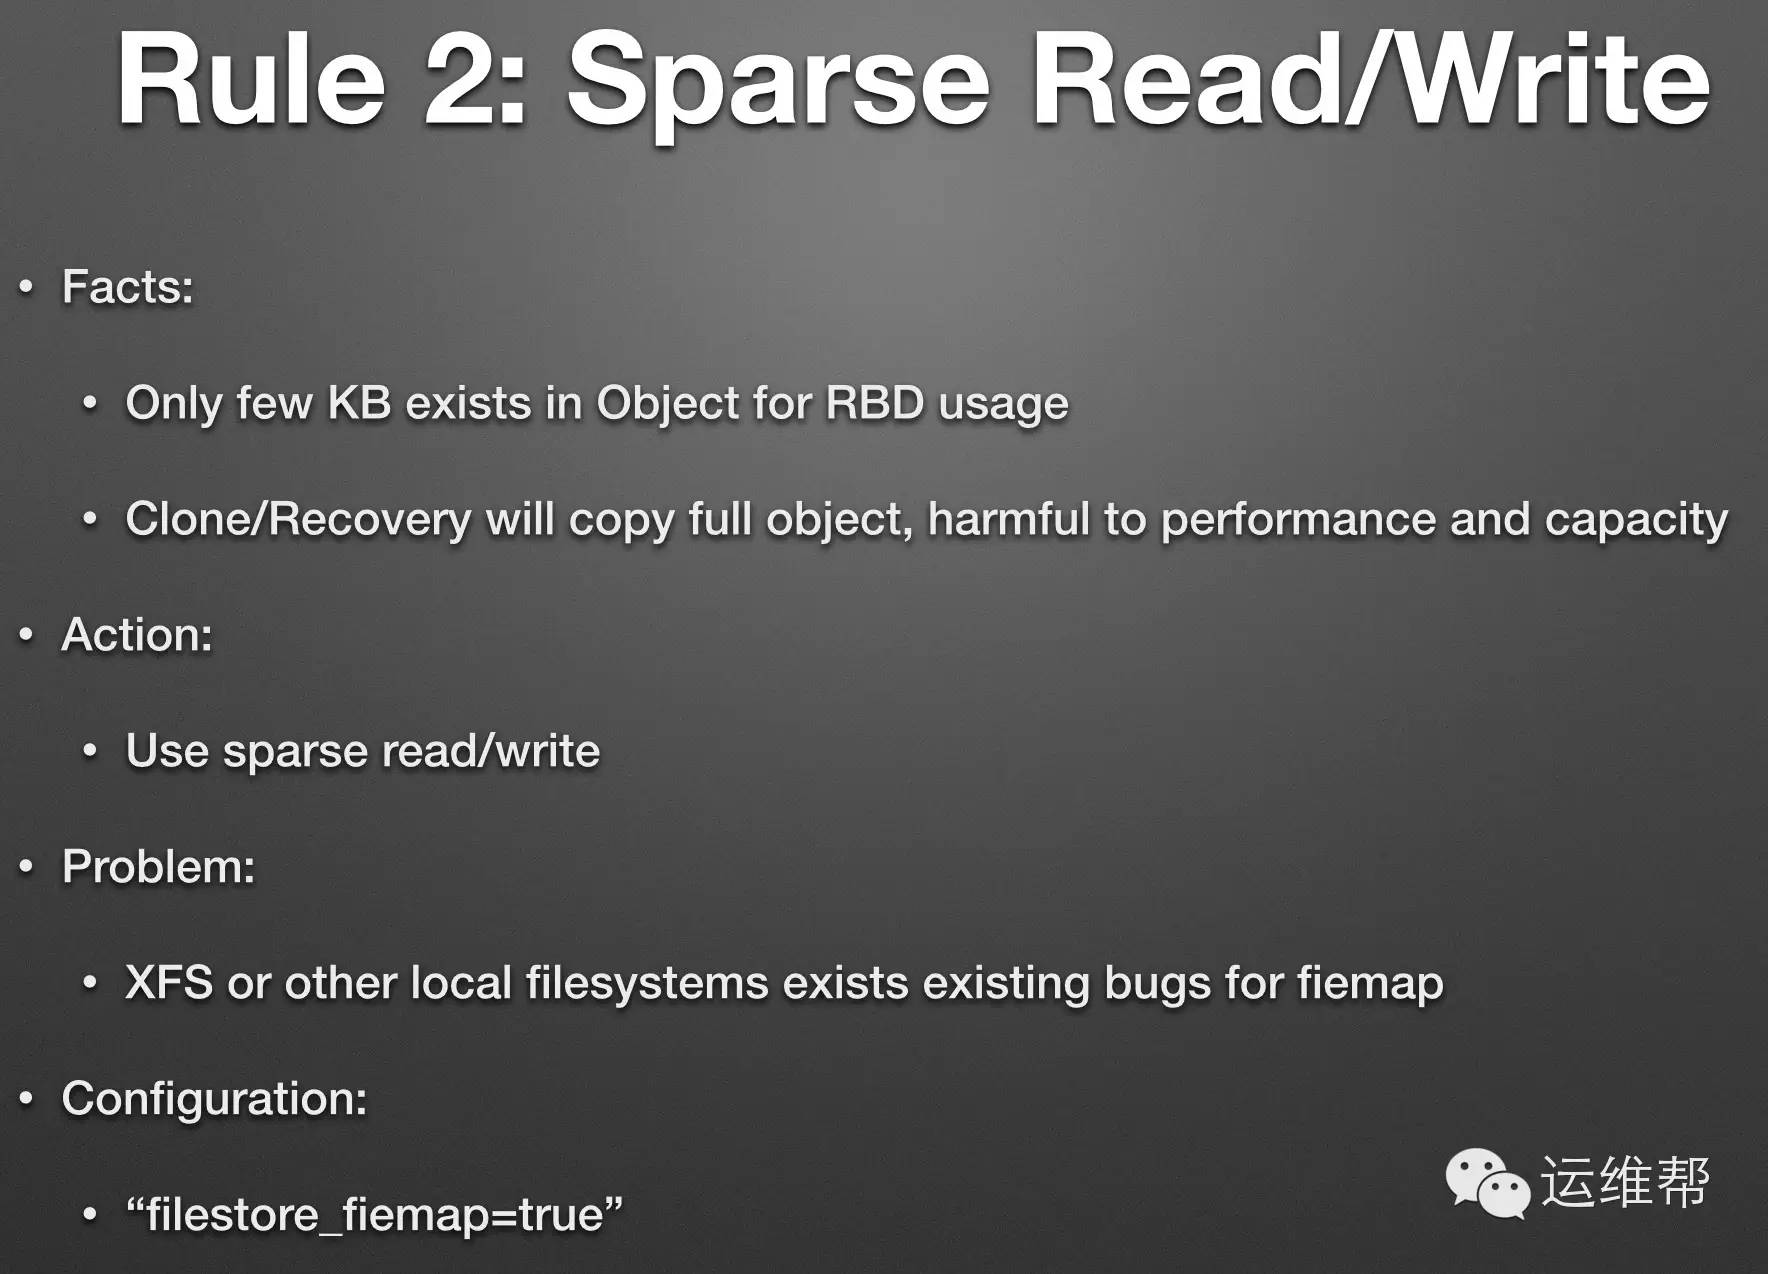 Rule 2: Sparse Read/Write
• Facts:
• Only few KB exists in Object for RBD usage
• Clone/Recovery will copy full object, harmful to performance and capacity
• Action:
• Use sparse read/write
• Problem:
• XFS or other local filesystems exists existing bugs for fiemap
• Configuration:
• “filestore_fiemap=true”
运维帮